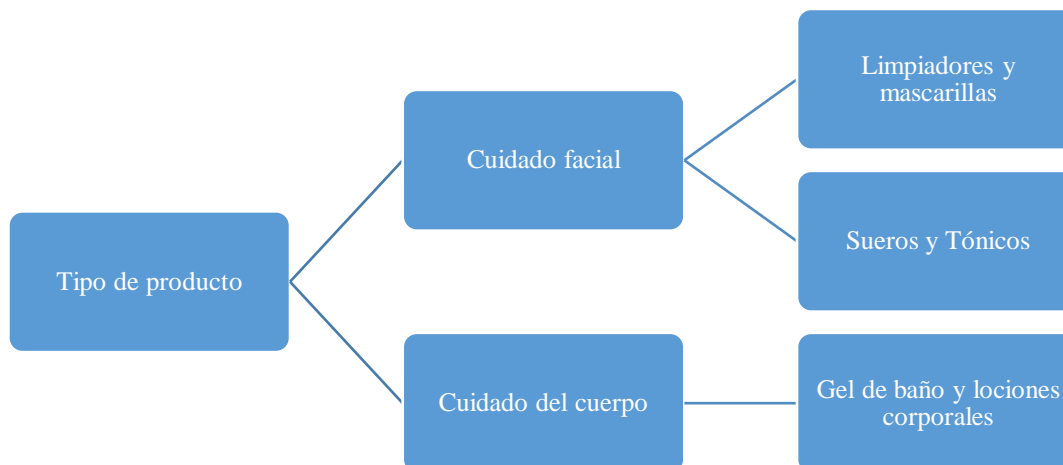 Tipo de producto
Cuidado facial
Limpiadores y
mascarillas
Sueros y Tónicos
Cuidado del cuerpo
Gel de baño y lociones
corporales